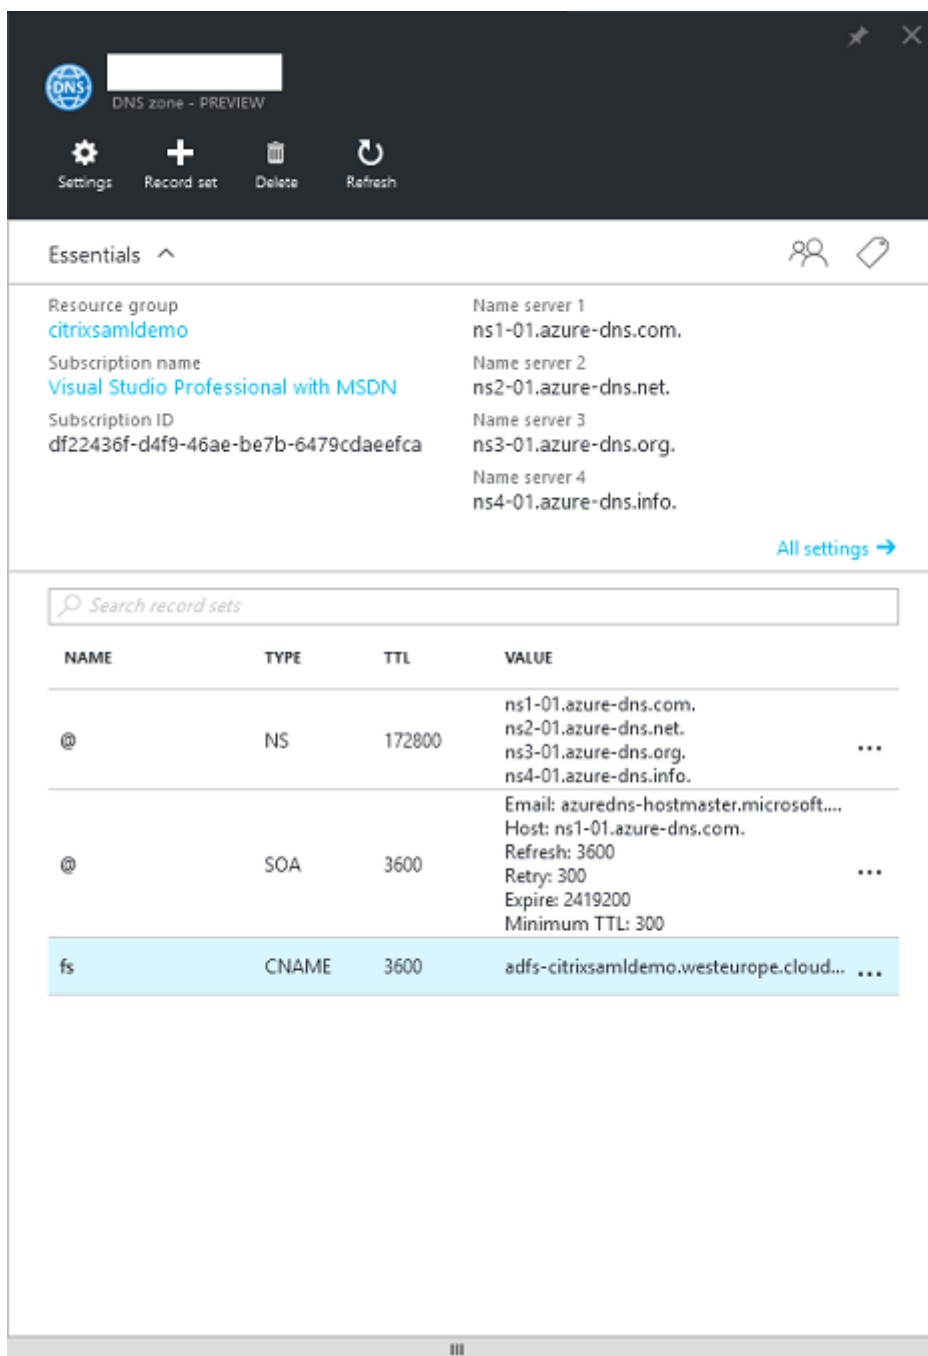 DNS
DNS zone - PREVIEW
Settings
Record set
Delete
Refresh
Essentials
Resource group
citrixsamldemo
Subscription name
Visual Studio Professional with MSDN
Subscription ID
df22436f-d4f9-46ae-be7b-6479cdaeefca
Name server 1
ns1-01.azure-dns.com.
Name server 2
ns2-01.azure-dns.net.
Name server 3
ns3-01.azure-dns.org.
Name server 4
ns4-01.azure-dns.info.
All settings →
Search record sets
NAME TYPE TTL VALUE
ns1-01.azure-dns.com.
ns2-01.azure-dns.net.
@ NS 172800
ns3-01.azure-dns.org.
ns4-01.azure-dns.info.
...
Email: azuredns-hostmaster.microsoft....
Host: ns1-01.azure-dns.com.
Refresh: 3600
@ SOA 3600
Retry: 300
...
Expire: 2419200
Minimum TTL: 300
fs CNAME 3600 adfs-citrixsamldemo.westeurope.cloud... ...